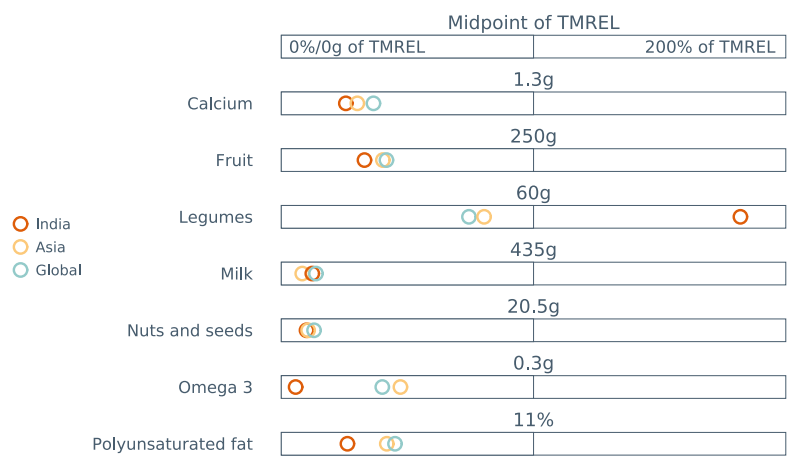 Midpoint of TMREL
0%/0g of TMREL 200% of TMREL
1.3g
Calcium
250g
Fruit
60g
Legumes
India
Asia
Global
435g
Milk
20.5g
Nuts and seeds
0.3g
Omega 3
11%
Polyunsaturated fat